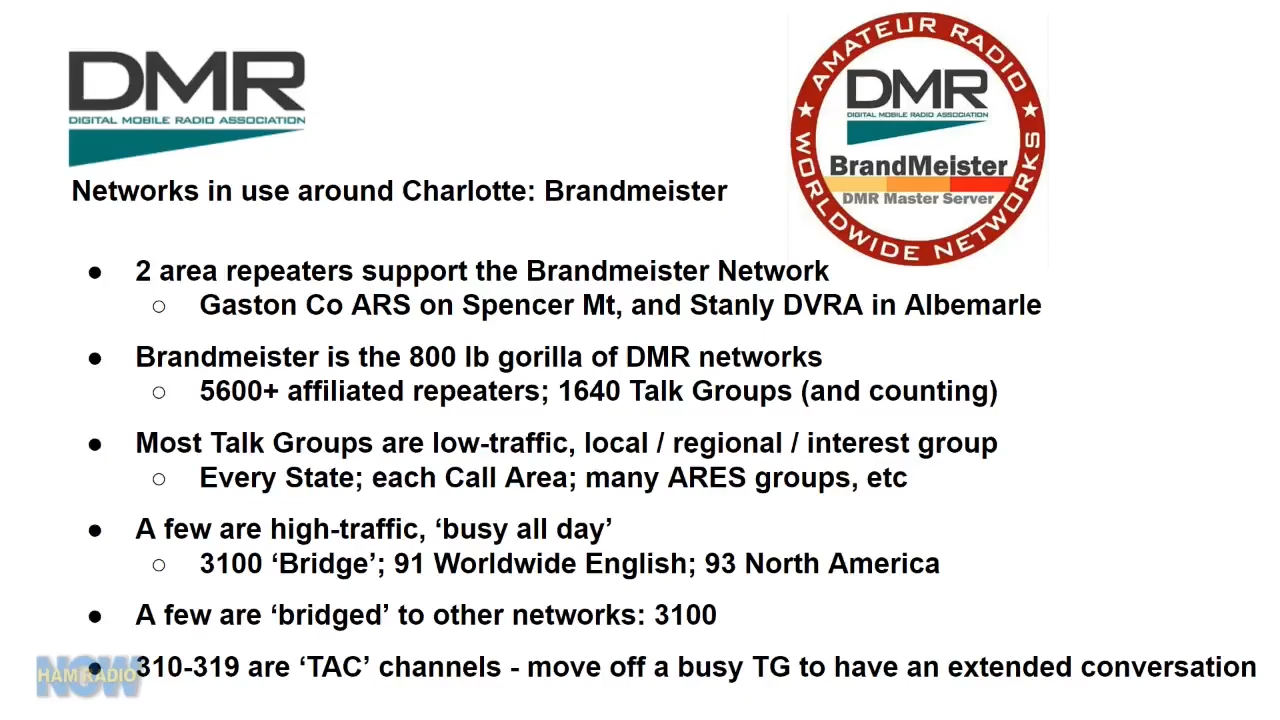 DMR
DIGITAL MOBILE RADIO ASSOCIATION
AMATEUR RADIO
DMR
DIGITAL MOBILE RADIO ASSOCIATION
BrandMeister
DMR Master Server
WORLDWIDE NETWORKS
Networks in use around Charlotte: Brandmeister
● 2 area repeaters support the Brandmeister Network
○ Gaston Co ARS on Spencer Mt, and Stanly DVRA in Albemarle
● Brandmeister is the 800 lb gorilla of DMR networks
○ 5600+ affiliated repeaters; 1640 Talk Groups (and counting)
● Most Talk Groups are low-traffic, local / regional / interest group
○ Every State; each Call Area; many ARES groups, etc
● A few are high-traffic, ‘busy all day’
○ 3100 ‘Bridge’; 91 Worldwide English; 93 North America
● A few are ‘bridged’ to other networks: 3100
● 310-319 are ‘TAC’ channels - move off a busy TG to have an extended conversation
HAM RADIO
NOW